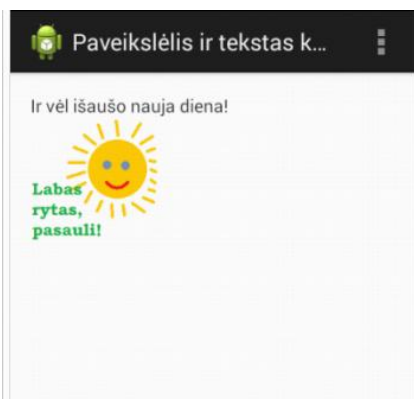 Paveikslėlis ir tekstas k...
Ir vėl išaušo nauja diena!
Labas
rytas,
pasauli!